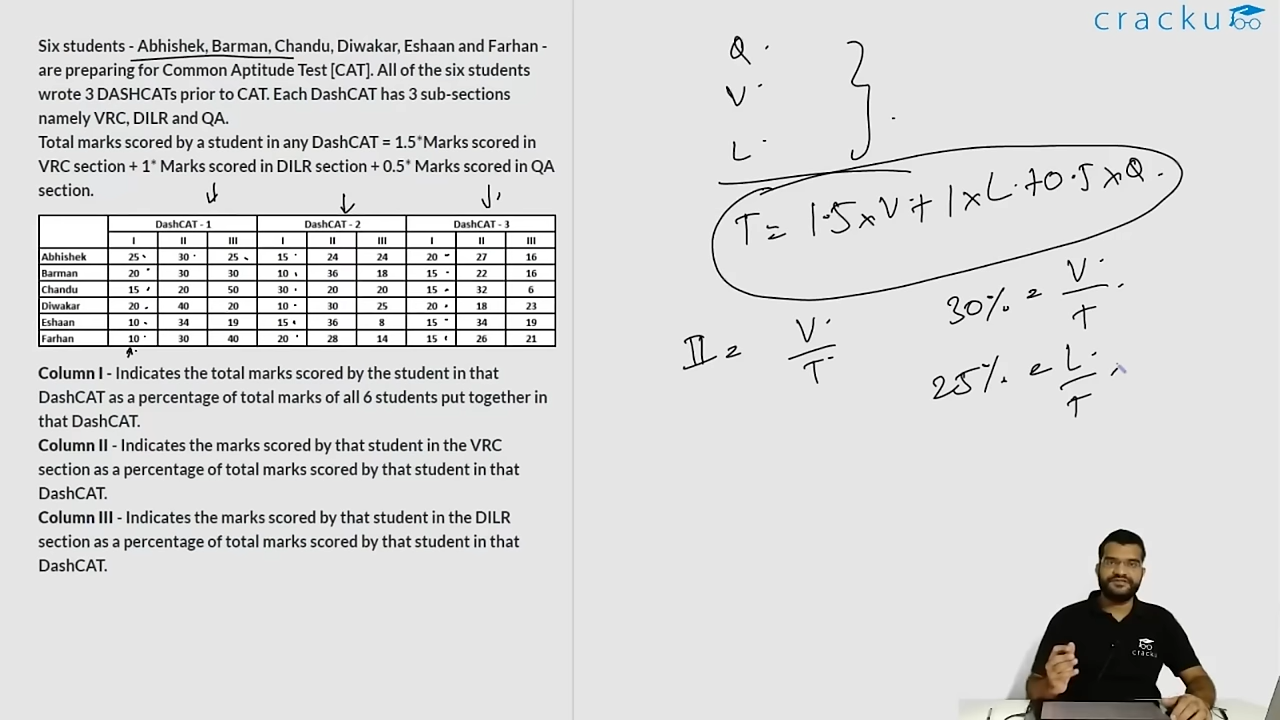 cracku
Six students - Abhishek, Barman, Chandu, Diwakar, Eshaan and Farhan -
are preparing for Common Aptitude Test [CAT]. All of the six students
wrote 3 DASHCATs prior to CAT. Each DashCAT has 3 sub-sections
namely VRC, DILR and QA.
Total marks scored by a student in any DashCAT = 1.5*Marks scored in
VRC section + 1* Marks scored in DILR section + 0.5* Marks scored in QA
section.
DashCAT - 1 DashCAT - 2 DashCAT - 3
I II III I II III I II III
Abhishek 25 30 25 15 24 24 20 27 16
Barman 20 30 30 10 36 18 15 22 16
Chandu 15 20 50 30 20 20 15 32 6
Diwakar 20 40 20 10 30 25 20 18 23
Eshaan 10 34 19 15 36 8 15 34 19
Farhan 10 30 40 20 28 14 15 26 21
Column I - Indicates the total marks scored by the student in that
DashCAT as a percentage of total marks of all 6 students put together in
that DashCAT.
Column II - Indicates the marks scored by that student in the VRC
section as a percentage of total marks scored by that student in that
DashCAT.
Column III - Indicates the marks scored by that student in the DILR
section as a percentage of total marks scored by that student in that
DashCAT.
Q
V
L
T = 1.5xV + 1xL + 0.5xQ.
II = V/T
30% = V/T
25% = L/T
cracku